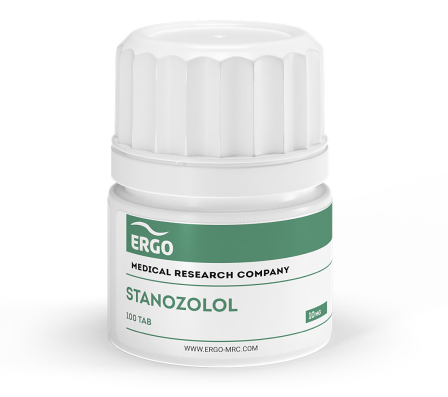 ERGO
MEDICAL RESEARCH COMPANY
STANOZOLOL
100 TAB
10 MG
WWW.ERGO-MRC.COM